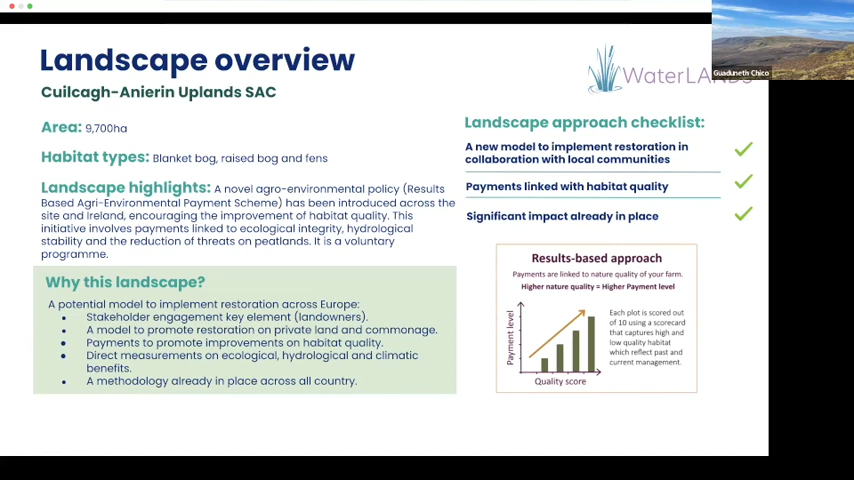 Landscape overview
Cuilcagh-Anierin Uplands SAC
Area: 9,700ha
Habitat types: Blanket bog, raised bog and fens
Landscape highlights: A novel agro-environmental policy (Results
Based Agri-Environmental Payment Scheme) has been introduced across the
site and Ireland, encouraging the improvement of habitat quality. This
initiative involves payments linked to ecological integrity, hydrological
stability and the reduction of threats on peatlands. It is a voluntary
programme.
Why this landscape?
A potential model to implement restoration across Europe:
• Stakeholder engagement key element (landowners).
• A model to promote restoration on private land and commonage.
• Payments to promote improvements on habitat quality.
• Direct measurements on ecological, hydrological and climatic
benefits.
• A methodology already in place across all country.
WaterLANDS
Guaduneth Chico
Landscape approach checklist:
A new model to implement restoration in
collaboration with local communities
Payments linked with habitat quality
Significant impact already in place
Results-based approach
Payments are linked to nature quality of your farm.
Higher nature quality = Higher Payment level
Payment level
Quality score
Each plot is scored out
of 10 using a scorecard
that captures high and
low quality habitat
which reflect past and
current management.